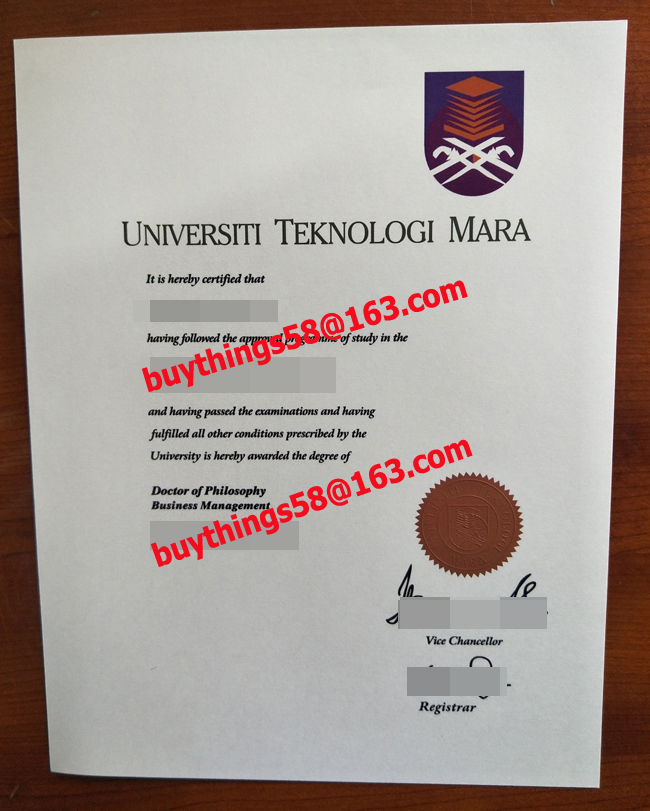 UNIVERSITI TEKNOLOGI MARA
It is hereby certified that
buythings58@163.com
having followed the approved programme of study in the
and having passed the examinations and having
fulfilled all other conditions prescribed by the
University is hereby awarded the degree of
buythings58@163.com
Doctor of Philosophy
Business Management
Vice Chancellor
Registrar